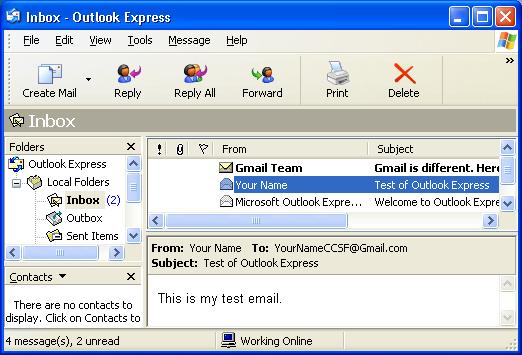 Inbox - Outlook Express
File Edit View Tools Message Help
Create Mail Reply Reply All Forward Print Delete
Inbox
Folders
Outlook Express
Local Folders
Inbox (2)
Outbox
Sent Items
From Subject
Gmail Team Gmail is different. Here
Your Name Test of Outlook Express
Microsoft Outlook Expre... Welcome to Outlook Expre
From: Your Name To: YourNameCCSF@Gmail.com
Subject: Test of Outlook Express
This is my test email.
Contacts
There are no contacts to
display. Click on Contacts to
4 message(s), 2 unread Working Online